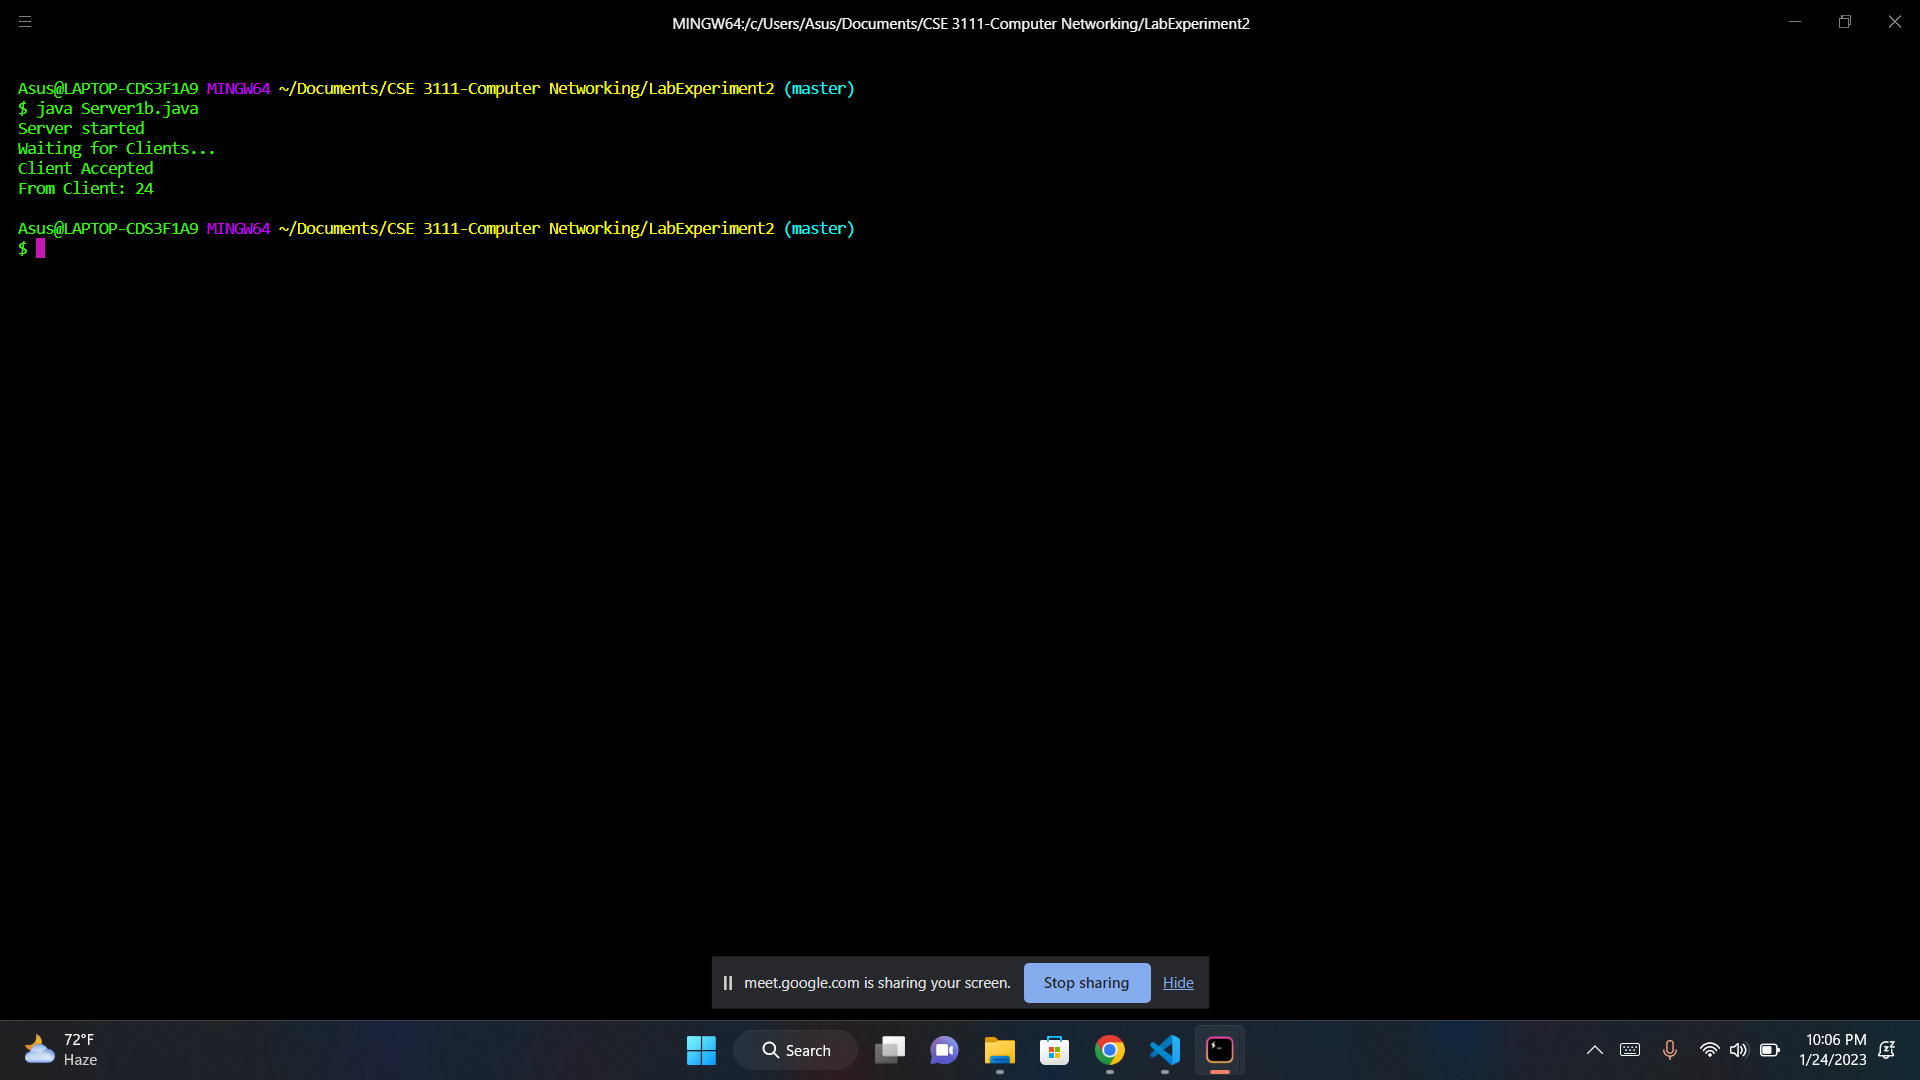 MINGW64:/c/Users/Asus/Documents/CSE 3111-Computer Networking/LabExperiment2
Asus@LAPTOP-CDS3F1A9 MINGW64 ~/Documents/CSE 3111-Computer Networking/LabExperiment2 (master)
$ java Server1b.java
Server started
Waiting for Clients...
Client Accepted
From Client: 24
Asus@LAPTOP-CDS3F1A9 MINGW64 ~/Documents/CSE 3111-Computer Networking/LabExperiment2 (master)
$
meet.google.com is sharing your screen. Stop sharing Hide
72°F
Haze
Search
10:06 PM
1/24/2023